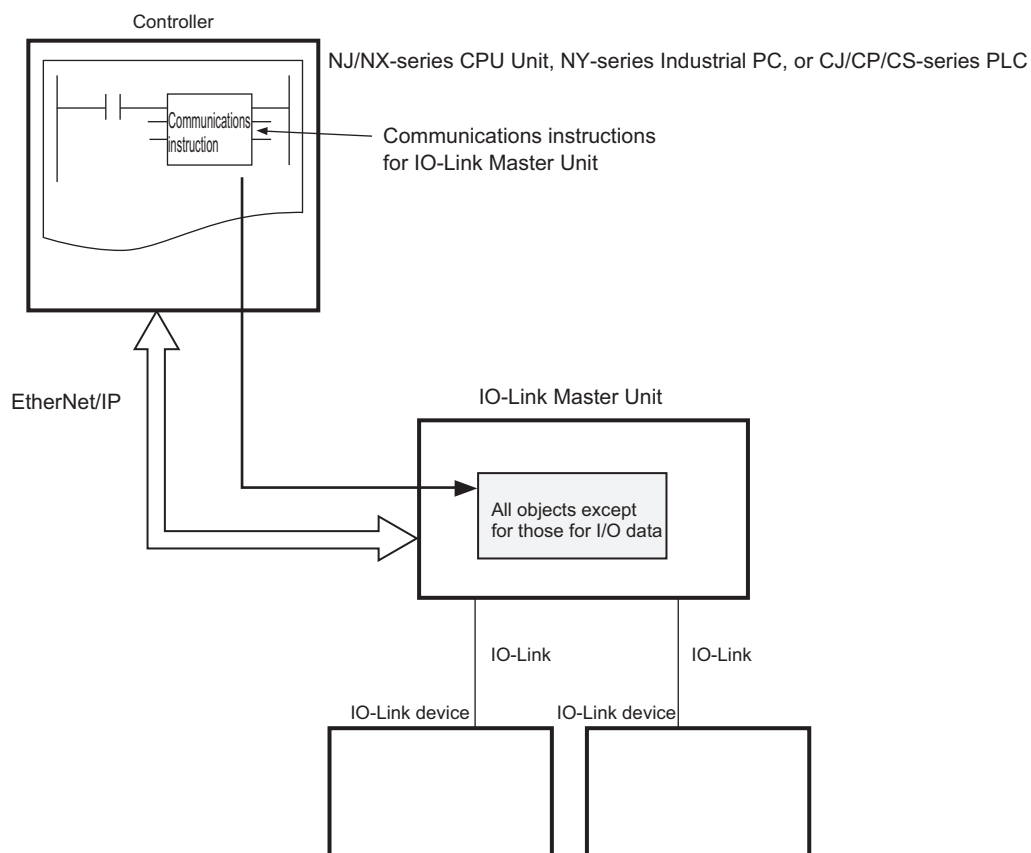 Controller
NJ/NX-series CPU Unit, NY-series Industrial PC, or CJ/CP/CS-series PLC
Communications
instruction
Communications instructions
for IO-Link Master Unit
EtherNet/IP
IO-Link Master Unit
All objects except
for those for I/O data
IO-Link
IO-Link
IO-Link device
IO-Link device